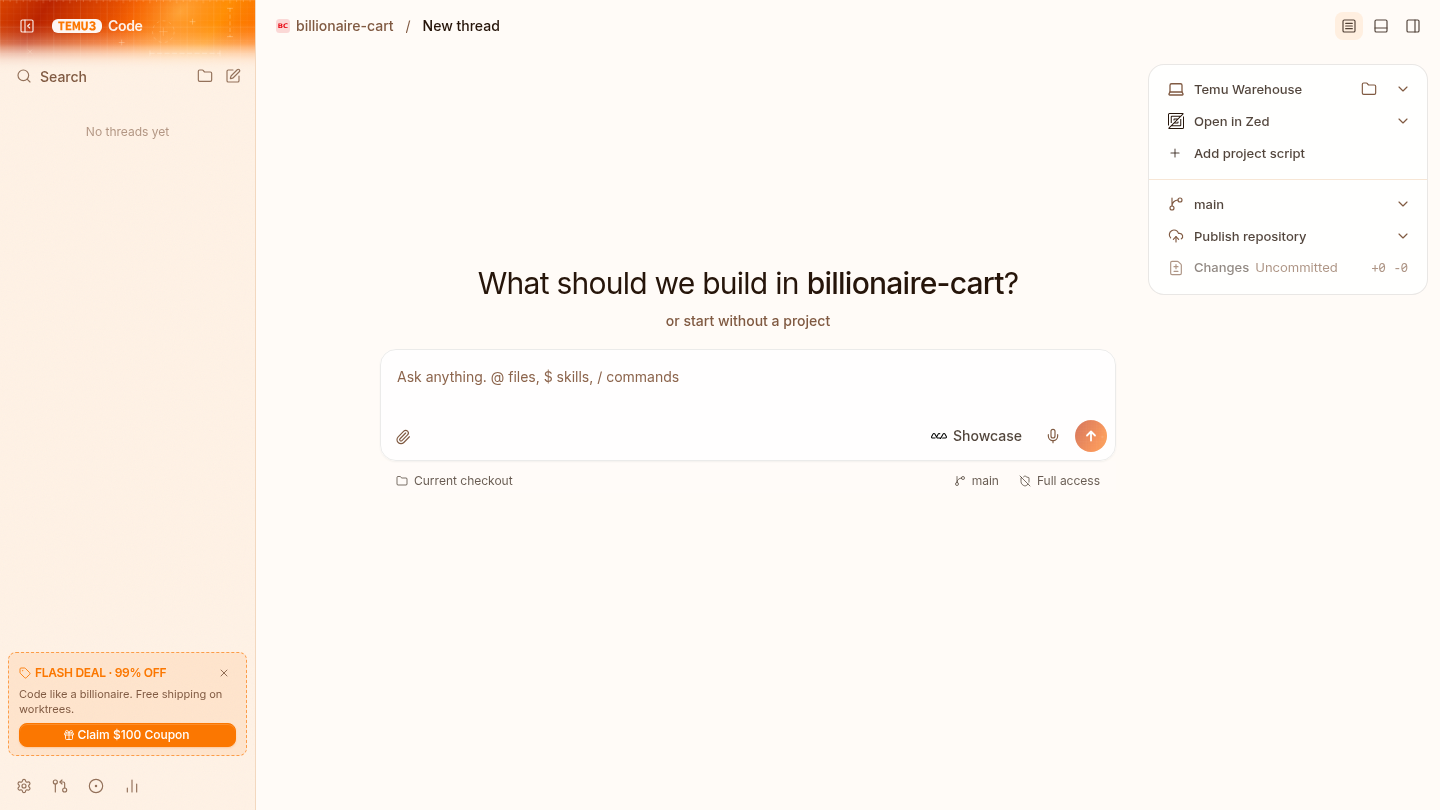 TEMU3 Code
Search
No threads yet
FLASH DEAL · 99% OFF
Code like a billionaire. Free shipping on
worktrees.
Claim $100 Coupon
BC billionaire-cart / New thread
What should we build in billionaire-cart?
or start without a project
Ask anything. @ files, $ skills, / commands
Showcase
Current checkout
main
Full access
Temu Warehouse
Open in Zed
Add project script
main
Publish repository
Changes Uncommitted +0 -0